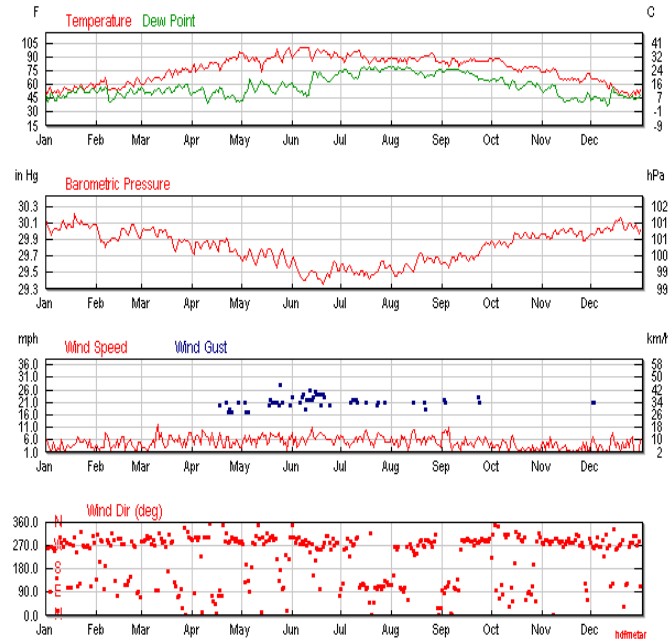 F
C
Temperature Dew Point
105 41
90 32
75 24
60 16
45 7
30 -1
15 -9
Jan Feb Mar Apr May Jun Jul Aug Sep Oct Nov Dec
in Hg hPa
Barometric Pressure
30.3 102
30.1 101
29.9 101
29.7 100
29.5 99
29.3 99
Jan Feb Mar Apr May Jun Jul Aug Sep Oct Nov Dec
mph km/h
Wind Speed Wind Gust
36.0 58
31.0 50
26.0 42
21.0 34
16.0 26
11.0 18
6.0 10
1.0 2
Jan Feb Mar Apr May Jun Jul Aug Sep Oct Nov Dec
Wind Dir (deg)
360.0 N
270.0 W
180.0 S
90.0 E
0.0 N
Jan Feb Mar Apr May Jun Jul Aug Sep Oct Nov Dec
hdfmetar